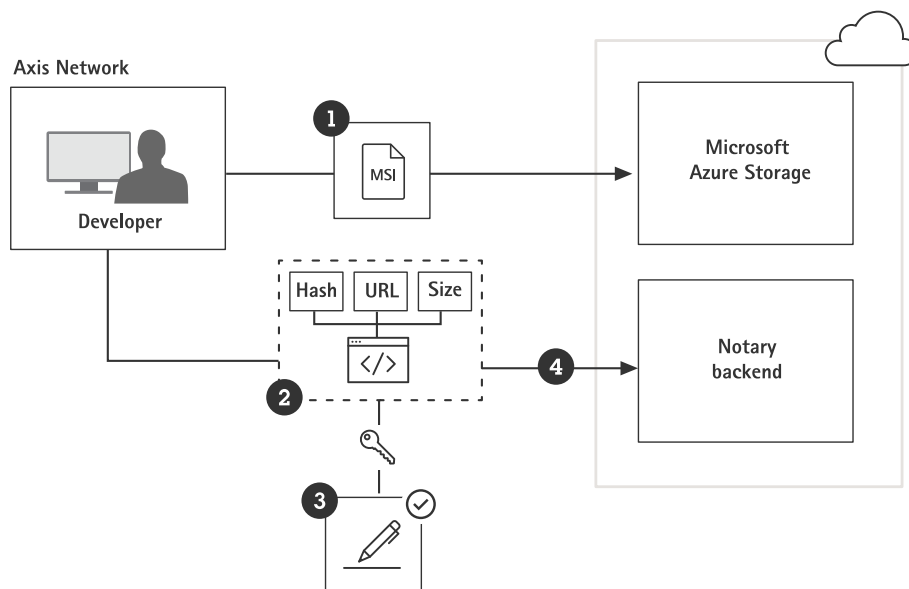 Axis Network
Developer
1
MSI
Microsoft
Azure Storage
Hash
URL
Size
</>
2
4
Notary
backend
3